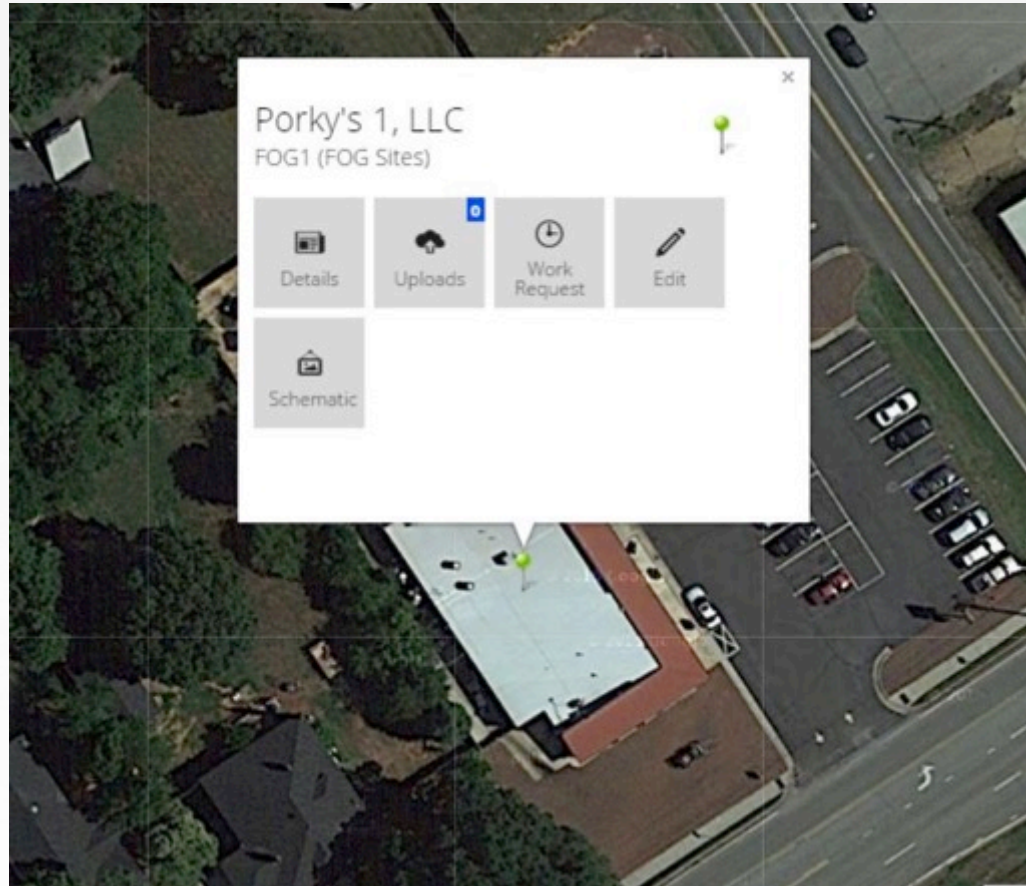 ×
Porky's 1, LLC
FOG1 (FOG Sites)
0
Details
Uploads
Work
Request
Edit
Schematic